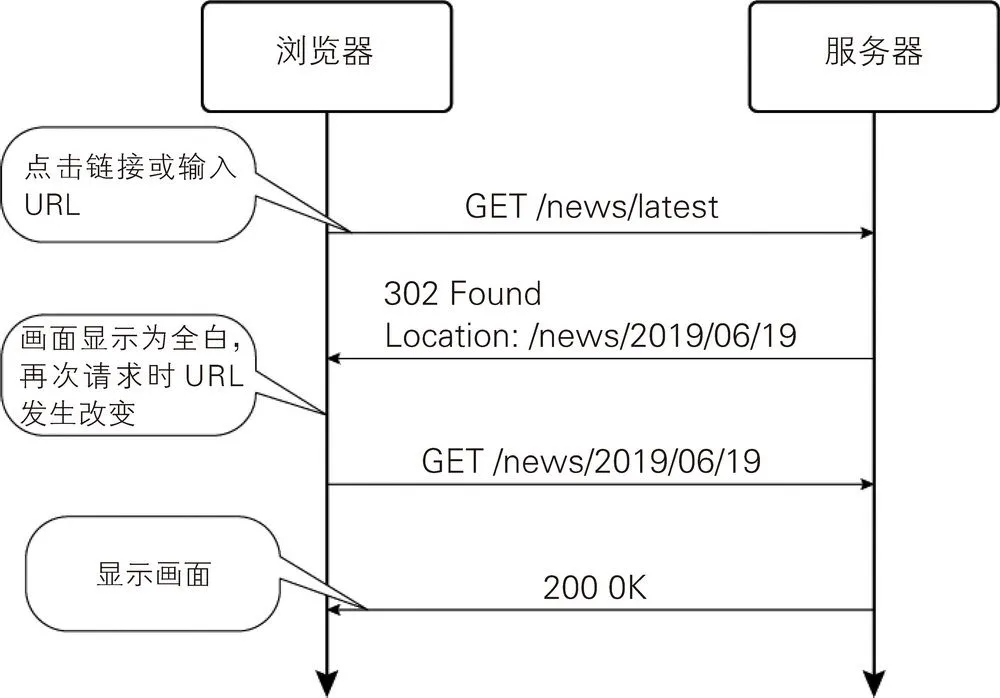 浏览器
服务器
点击链接或输入
URL
GET /news/latest
302 Found
Location: /news/2019/06/19
画面显示为全白，
再次请求时 URL
发生改变
GET /news/2019/06/19
显示画面
200 0K